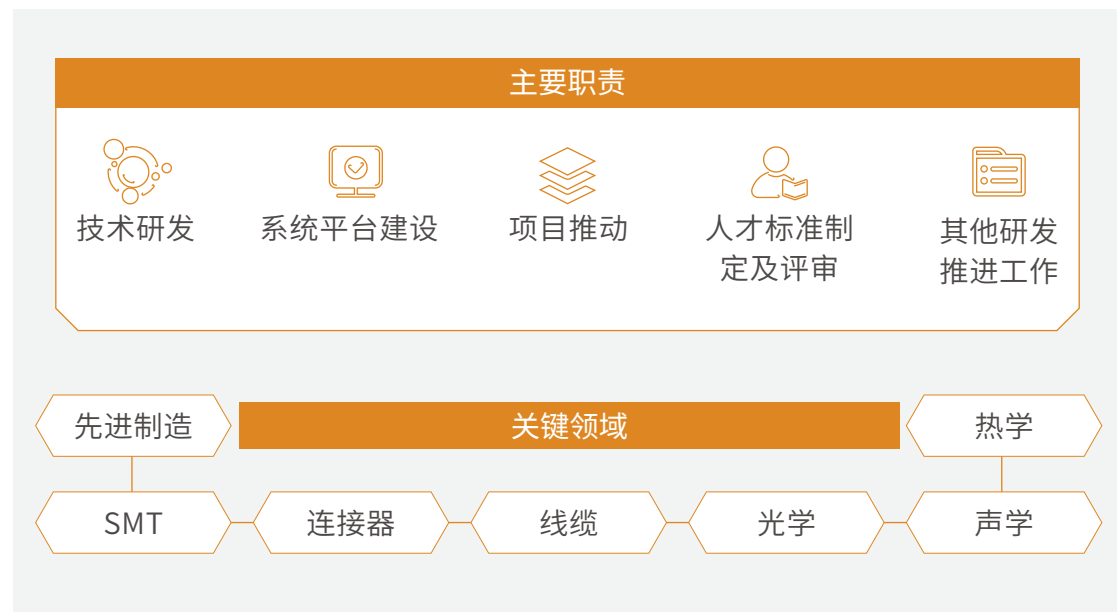 主要职责
技术研发
系统平台建设
项目推动
人才标准制
定及评审
其他研发
推进工作
先进制造
关键领域
热学
SMT
连接器
线缆
光学
声学